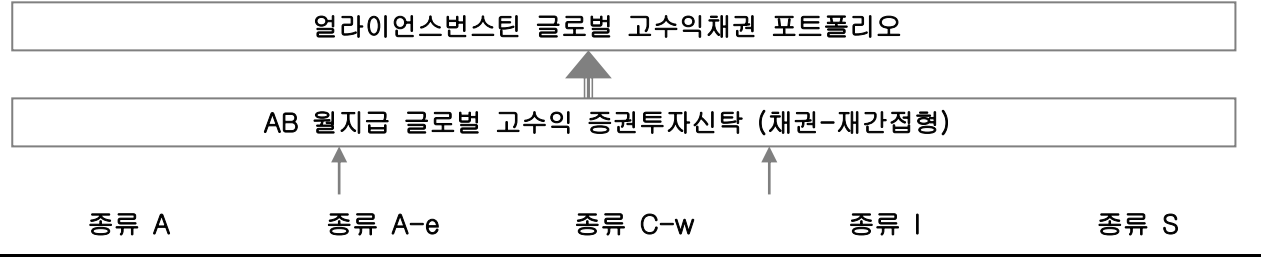 얼라이언스번스틴 글로벌 고수익채권 포트폴리오
AB 월지급 글로벌 고수익 증권투자신탁 (채권-재간접형)
종류 A 종류 A-e 종류 C-w 종류 I 종류 S